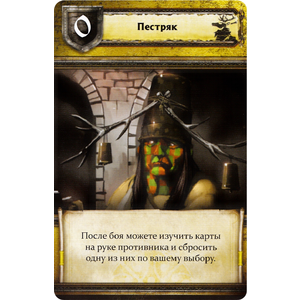 0
Пестряк
После боя можете изучить карты
на руке противника и сбросить
одну из них по вашему выбору.